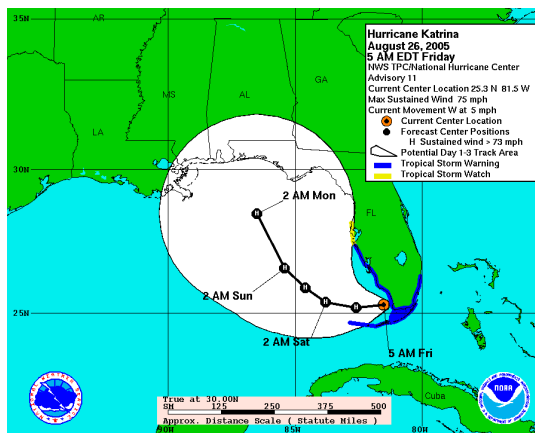 35N
AR
Hurricane Katrina
August 26, 2005
5 AM EDT Friday
NWS TPC/National Hurricane Center
Advisory 11
Current Center Location 25.3 N 81.5 W
Max Sustained Wind 75 mph
Current Movement W at 5 mph
Current Center Location
Forecast Center Positions
H Sustained wind > 73 mph
Potential Day 1-3 Track Area
Tropical Storm Warning
Tropical Storm Watch
MS
AL
GA
LA
30N
2 AM Mon
FL
H
H
2 AM Sun
H
H
H
25N
2 AM Sat
5 AM Fri
True at 30.00N
SM 125 250 375 500
Approx. Distance Scale ( Statute Miles )
90W
85W
80W
Cuba
NOAA